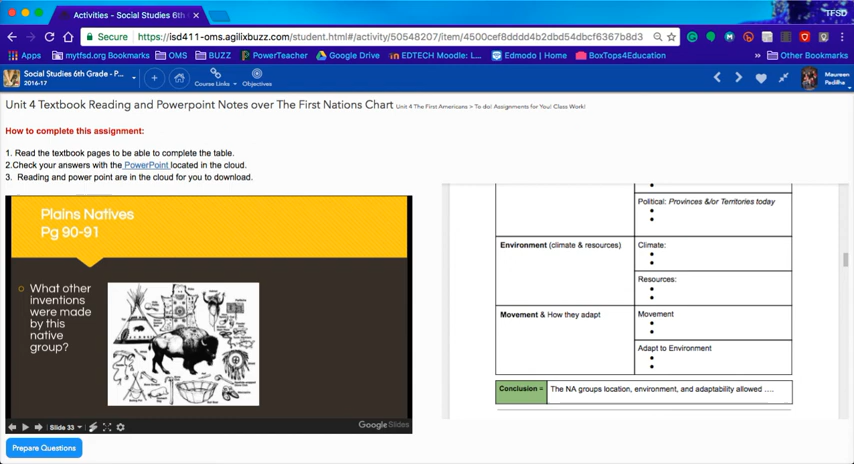 Activities - Social Studies 6th
TFSD
Secure
https://isd411-oms.agilixbuzz.com/student.html#/activity/50548207/item/4500cef8dddd4b2dbd54dbcf6367b8d3
Apps
mytfsd.org Bookmarks
OMS
BUZZ
PowerTeacher
Google Drive
EDTECH Moodle: L...
Edmodo | Home
BoxTops4Education
»
Other Bookmarks
Social Studies 6th Grade - P...
2016-17
Course Links
Objectives
Maureen
Padilha
Unit 4 Textbook Reading and Powerpoint Notes over The First Nations Chart
Unit 4 The First Americans > To do! Assignments for You! Class Work!
How to complete this assignment:
1. Read the textbook pages to be able to complete the table.
2.Check your answers with the PowerPoint located in the cloud.
3. Reading and power point are in the cloud for you to download.
Plains Natives
Pg 90-91
What other
inventions
were made
by this
native
group?
Slide 33
Google Slides
Prepare Questions
Political: Provinces &/or Territories today
Environment (climate & resources)
Climate:
Resources:
Movement & How they adapt
Movement
Adapt to Environment
Conclusion =
The NA groups location, environment, and adaptability allowed ....